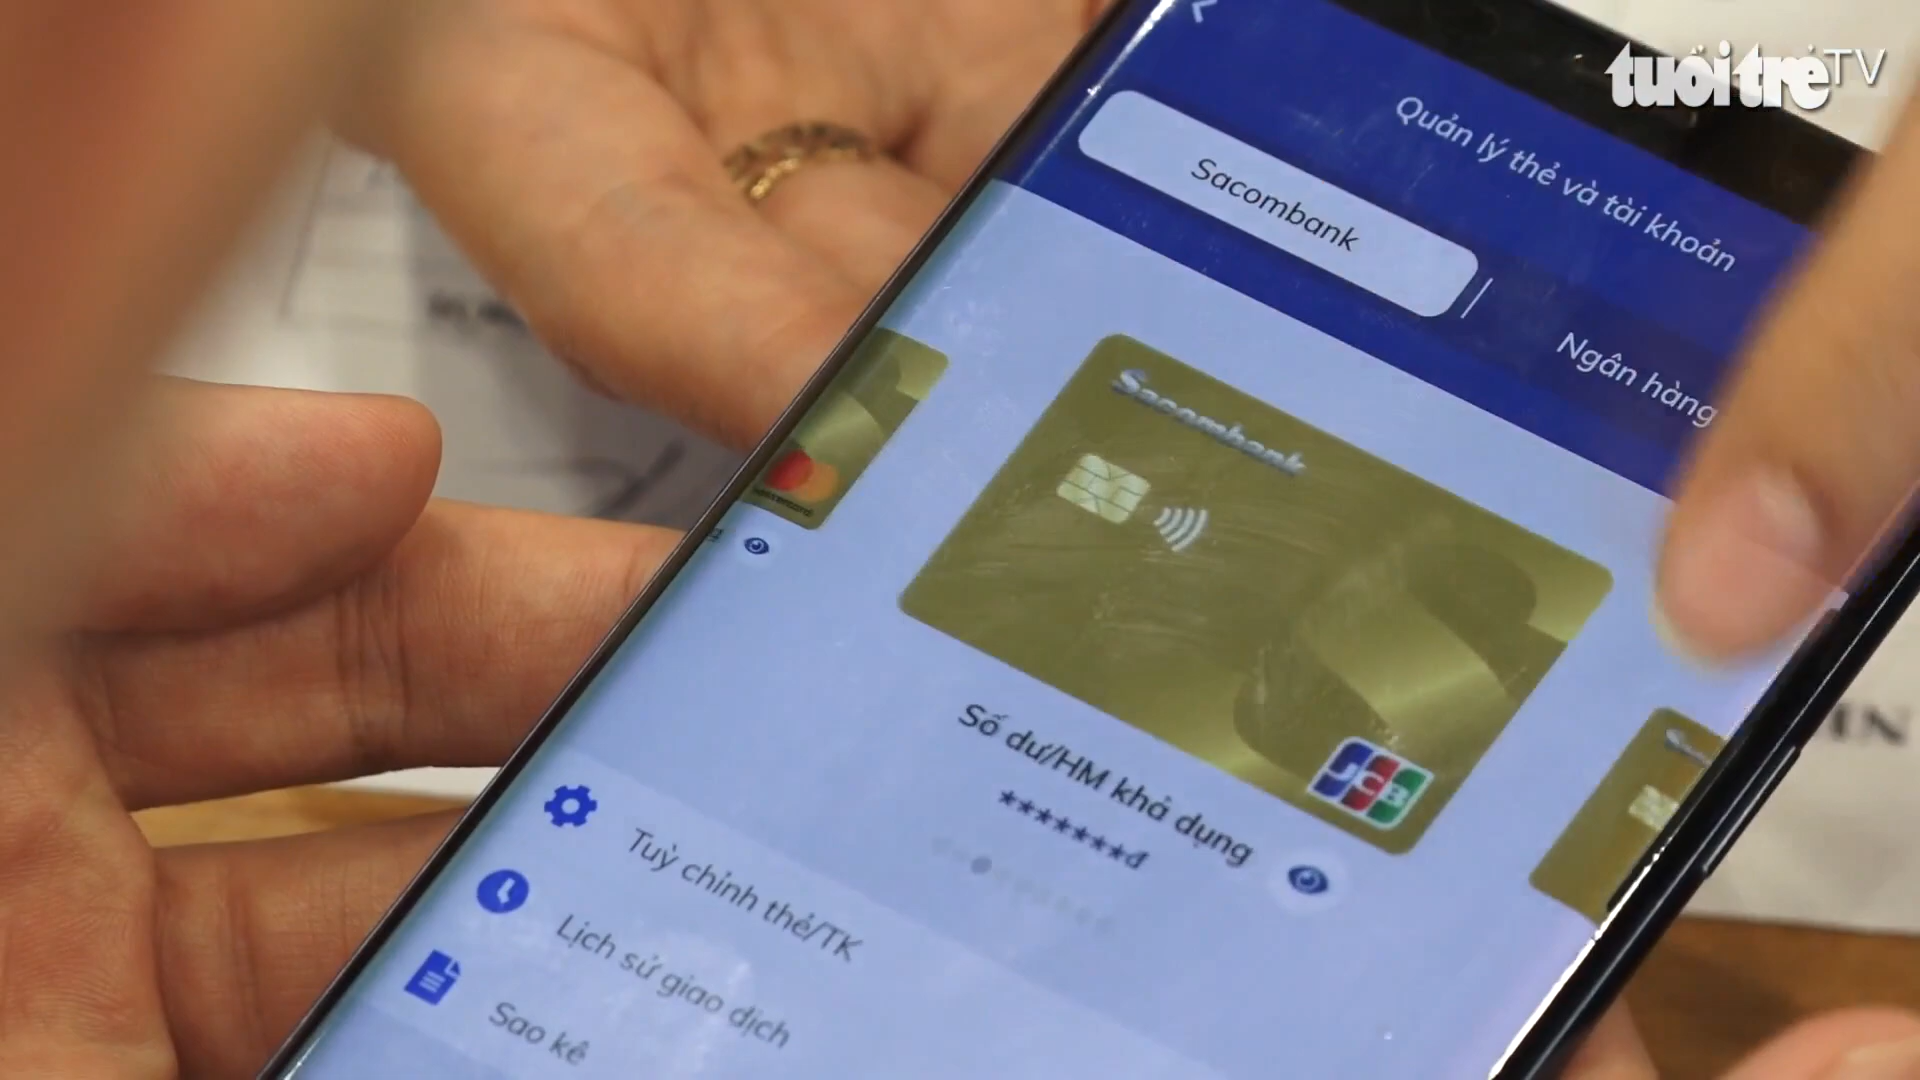 tuổi trẻ TV
Quản lý thẻ và tài khoản
Sacombank
Ngân hàng
Sacombank
mastercard
JCB
Số dư/HM khả dụng
*******đ
Tuỳ chỉnh thẻ/TK
Lịch sử giao dịch
Sao kê